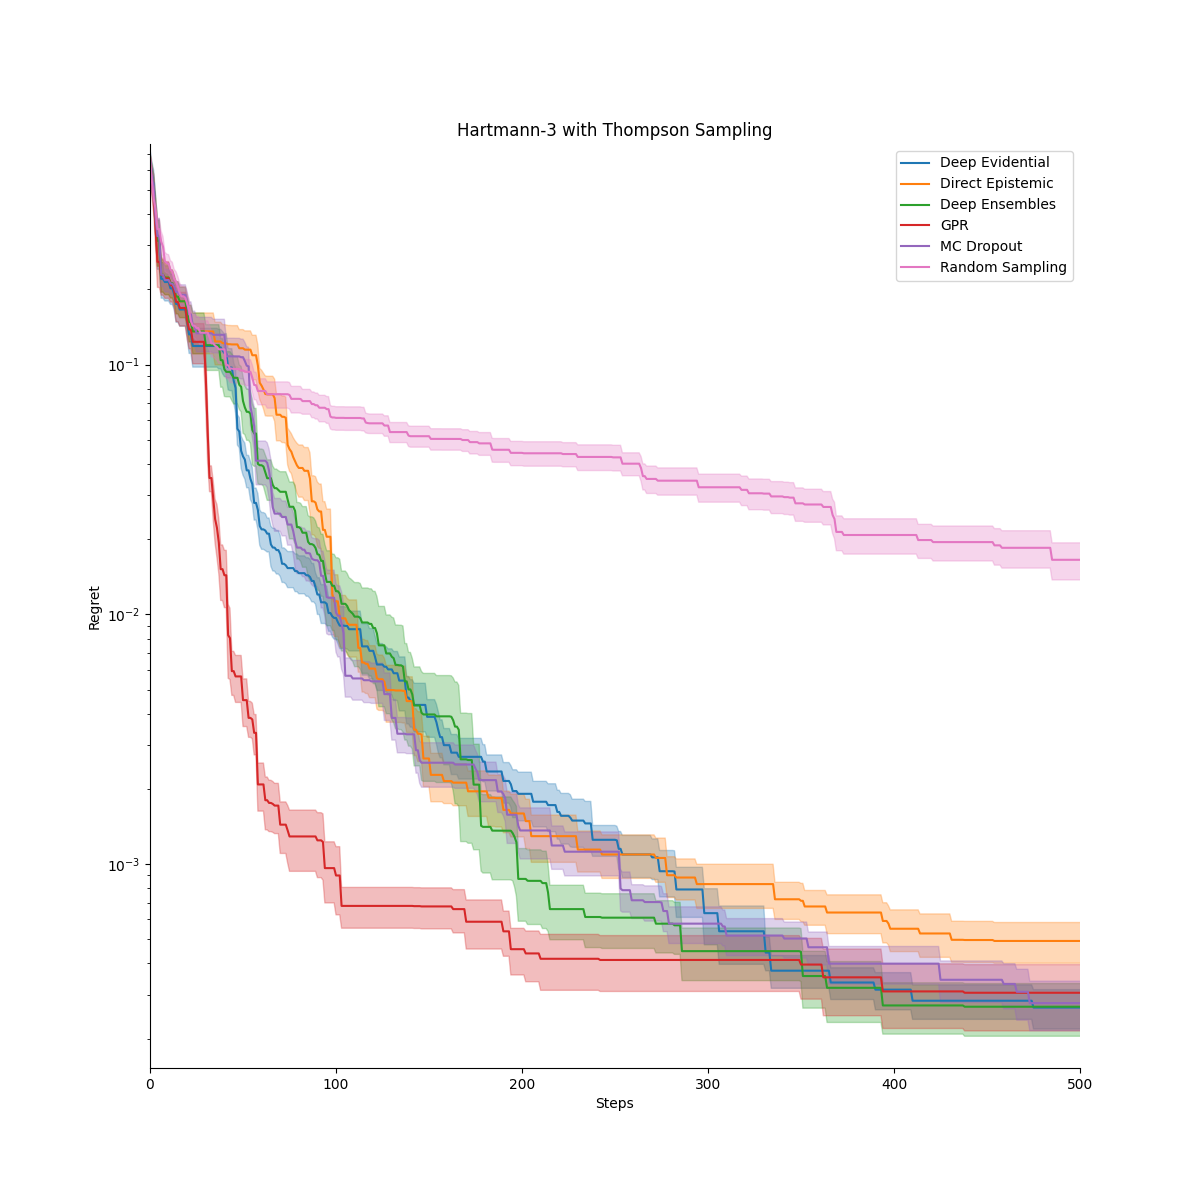 Hartmann-3 with Thompson Sampling
Deep Evidential
Direct Epistemic
Deep Ensembles
GPR
MC Dropout
Random Sampling
Regret
10⁻¹
10⁻²
10⁻³
0 100 200 300 400 500
Steps